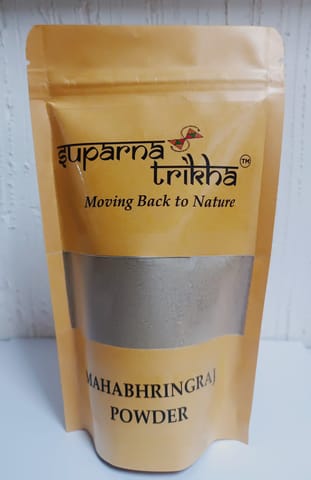 suparna
trikha™
Moving Back to Nature
MAHABHRINGRAJ
POWDER